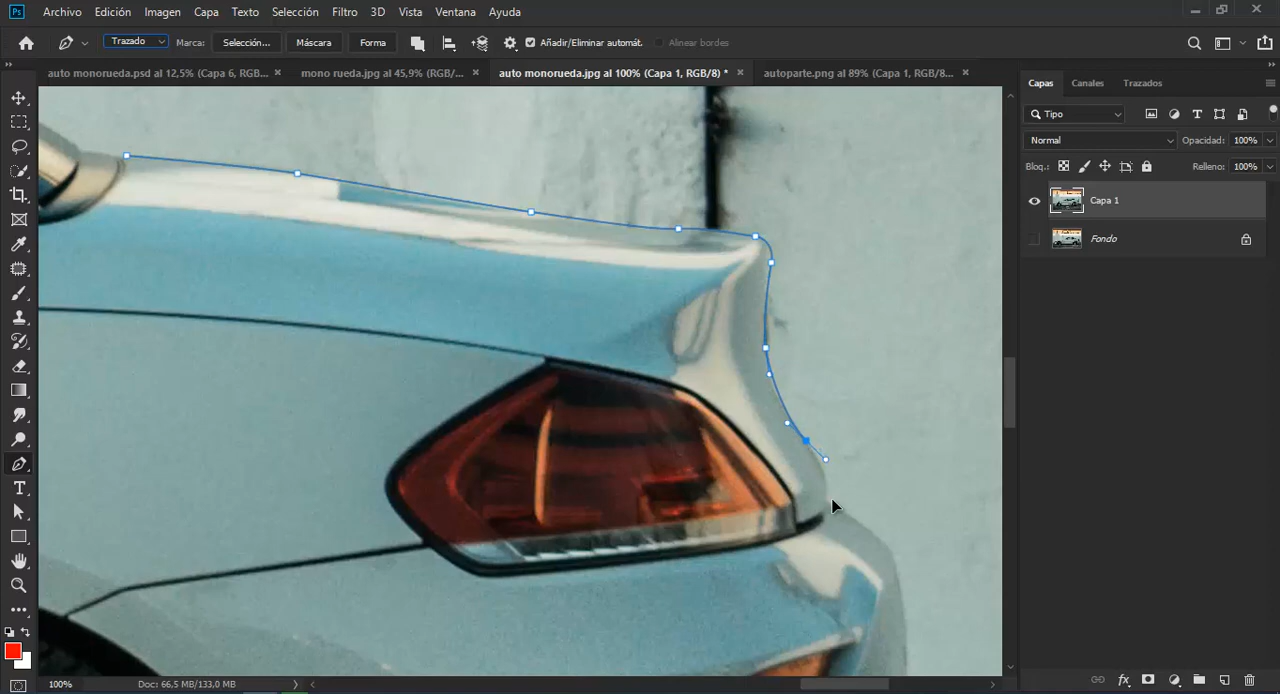 Ps Archivo Edición Imagen Capa Texto Selección Filtro 3D Vista Ventana Ayuda
Trazado Marca: Selección... Máscara Forma Añadir/Eliminar automát. Alinear bordes
auto monorueda.psd al 12,5% (Capa 6, RGB/8... mono rueda.jpg al 45,9% (RGB/... auto monorueda.jpg al 100% (Capa 1, RGB/8) * autoparte.png al 89% (Capa 1, RGB/8...
Capas Canales Trazados
Tipo
Normal Opacidad: 100%
Bloq.: Relleno: 100%
Capa 1
Fondo
100% Doc: 66,5 MB/133,0 MB